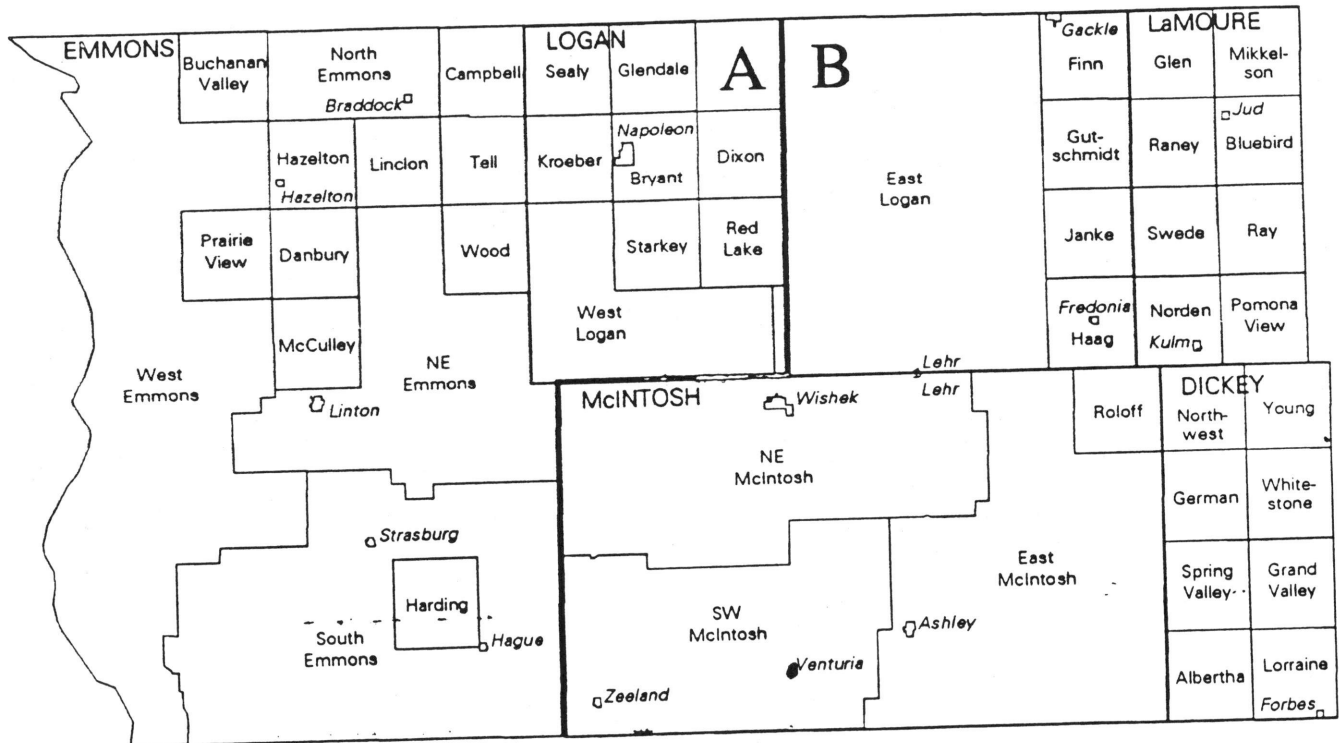 EMMONS
LOGAN
LaMOURE
Buchanan
Valley
North
Emmons
Braddock
Campbell
Sealy
Glendale
A
B
Gackle
Finn
Glen
Mikkel-
son
Hazelton
Hazelton
Linclon
Tell
Kroeber
Napoleon
Bryant
Dixon
East
Logan
Gut-
schmidt
Raney
Jud
Bluebird
Prairie
View
Danbury
Wood
Starkey
Red
Lake
Janke
Swede
Ray
West
Logan
McCulley
Fredonia
Haag
Norden
Kulm
Pomona
View
West
Emmons
NE
Emmons
Linton
Lehr
Lehr
McINTOSH
Wishek
DICKEY
Roloff
North-
west
Young
NE
McIntosh
German
White-
stone
Strasburg
East
McIntosh
Spring
Valley
Grand
Valley
Harding
South
Emmons
Hague
SW
McIntosh
Ashley
Venturia
Zeeland
Albertha
Lorraine
Forbes